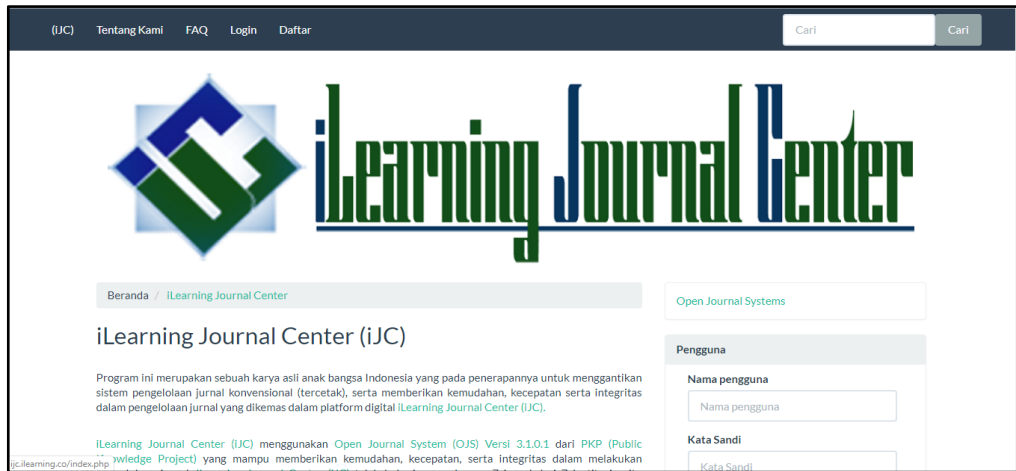 (iJC) Tentang Kami FAQ Login Daftar Cari Cari
iLearning Journal Center
Beranda / iLearning Journal Center
iLearning Journal Center (iJC)
Program ini merupakan sebuah karya asli anak bangsa Indonesia yang pada penerapannya untuk menggantikan
sistem pengelolaan jurnal konvensional (tercetak), serta memberikan kemudahan, kecepatan serta integritas
dalam pengelolaan jurnal yang dikemas dalam platform digital iLearning Journal Center (iJC).
iLearning Journal Center (iJC) menggunakan Open Journal System (OJS) Versi 3.1.0.1 dari PKP (Public
Knowledge Project) yang mampu memberikan kemudahan, kecepatan, serta integritas dalam melakukan
ijc.ilearning.co/index.php
Open Journal Systems
Pengguna
Nama pengguna
Nama pengguna
Kata Sandi
Kata Sandi